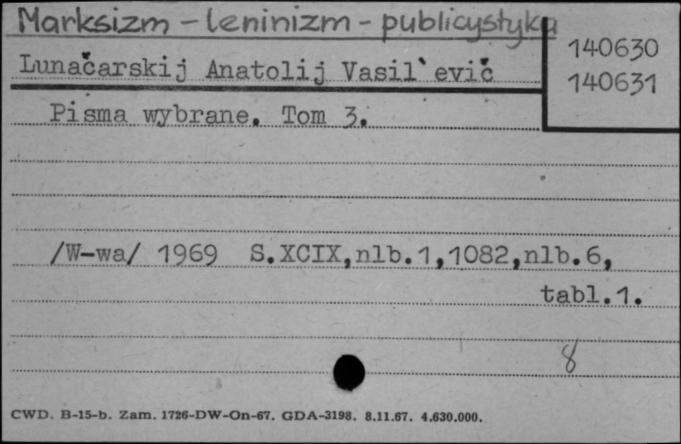 Marksizm - leninizm - publicystyka
140630
Lunačarskij Anatolij Vasil`evič
140631
Pisma wybrane. Tom 3.
/W-wa/ 1969 S.XCIX,nlb.1,1082,nlb.6,
tabl.1.
8
CWD. B-15-b. Zam. 1726-DW-On-67. GDA-3198. 8.11.67. 4.630.000.